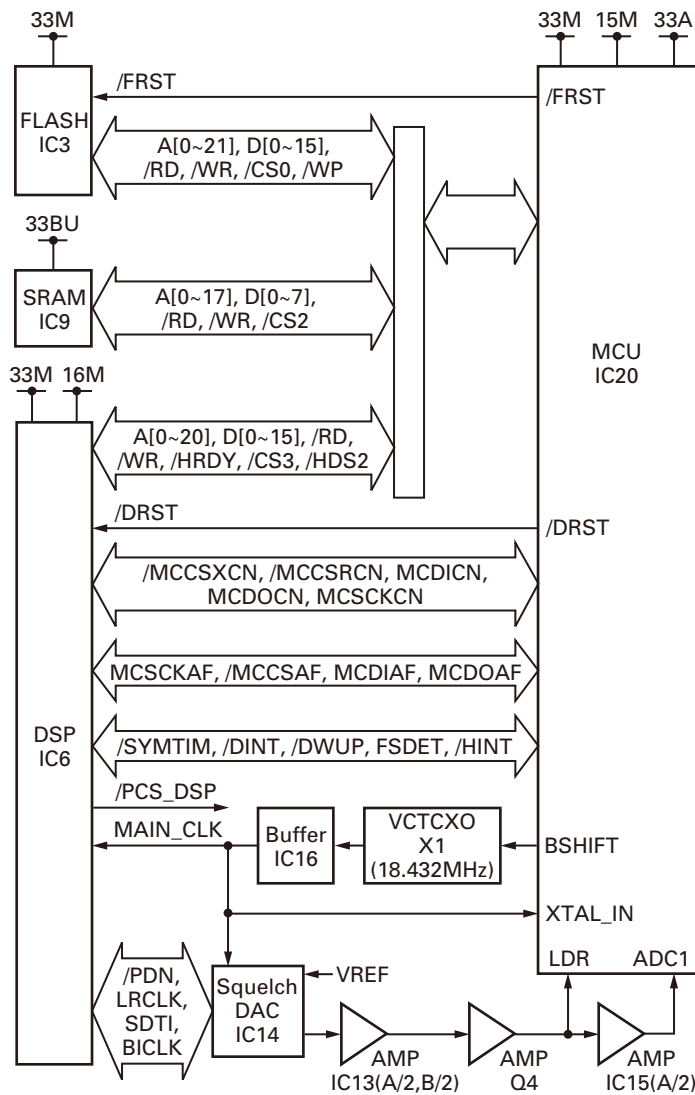 33M
33M 15M 33A
/FRST
/FRST
FLASH
IC3
A[0~21], D[0~15],
/RD, /WR, /CS0, /WP
33BU
SRAM
IC9
A[0~17], D[0~7],
/RD, /WR, /CS2
MCU
IC20
33M 16M
A[0~20], D[0~15], /RD,
/WR, /HRDY, /CS3, /HDS2
/DRST
/DRST
/MCCSXCN, /MCCSRCN, MCDICN,
MCDOCN, MCSCKCN
MCSCKAF, /MCCSAF, MCDIAF, MCDOAF
DSP
IC6
/SYMTIM, /DINT, /DWUP, FSDET, /HINT
/PCS_DSP
MAIN_CLK
Buffer
IC16
VCTCXO
X1
(18.432MHz)
BSHIFT
XTAL_IN
LDR ADC1
/PDN,
LRCLK,
SDTI,
BICLK
Squelch
DAC
IC14
VREF
AMP
IC13(A/2,B/2)
AMP
Q4
AMP
IC15(A/2)